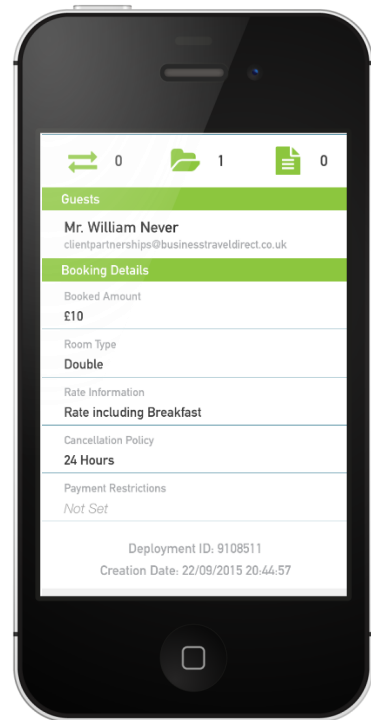 0 1 0
Guests
Mr. William Never
clientpartnerships@businesstraveldirect.co.uk
Booking Details
Booked Amount
£10
Room Type
Double
Rate Information
Rate including Breakfast
Cancellation Policy
24 Hours
Payment Restrictions
Not Set
Deployment ID: 9108511
Creation Date: 22/09/2015 20:44:57